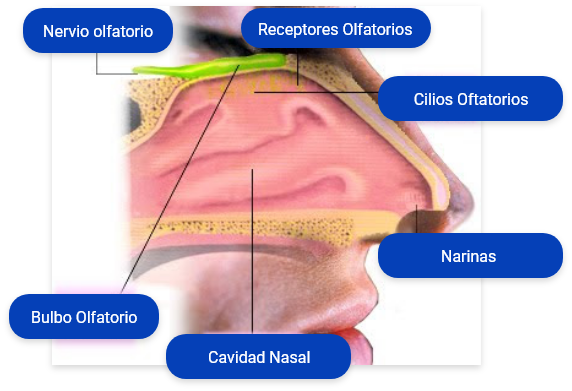 Nervio olfatorio
Receptores Olfatorios
Cilios Oftatorios
Narinas
Bulbo Olfatorio
Cavidad Nasal